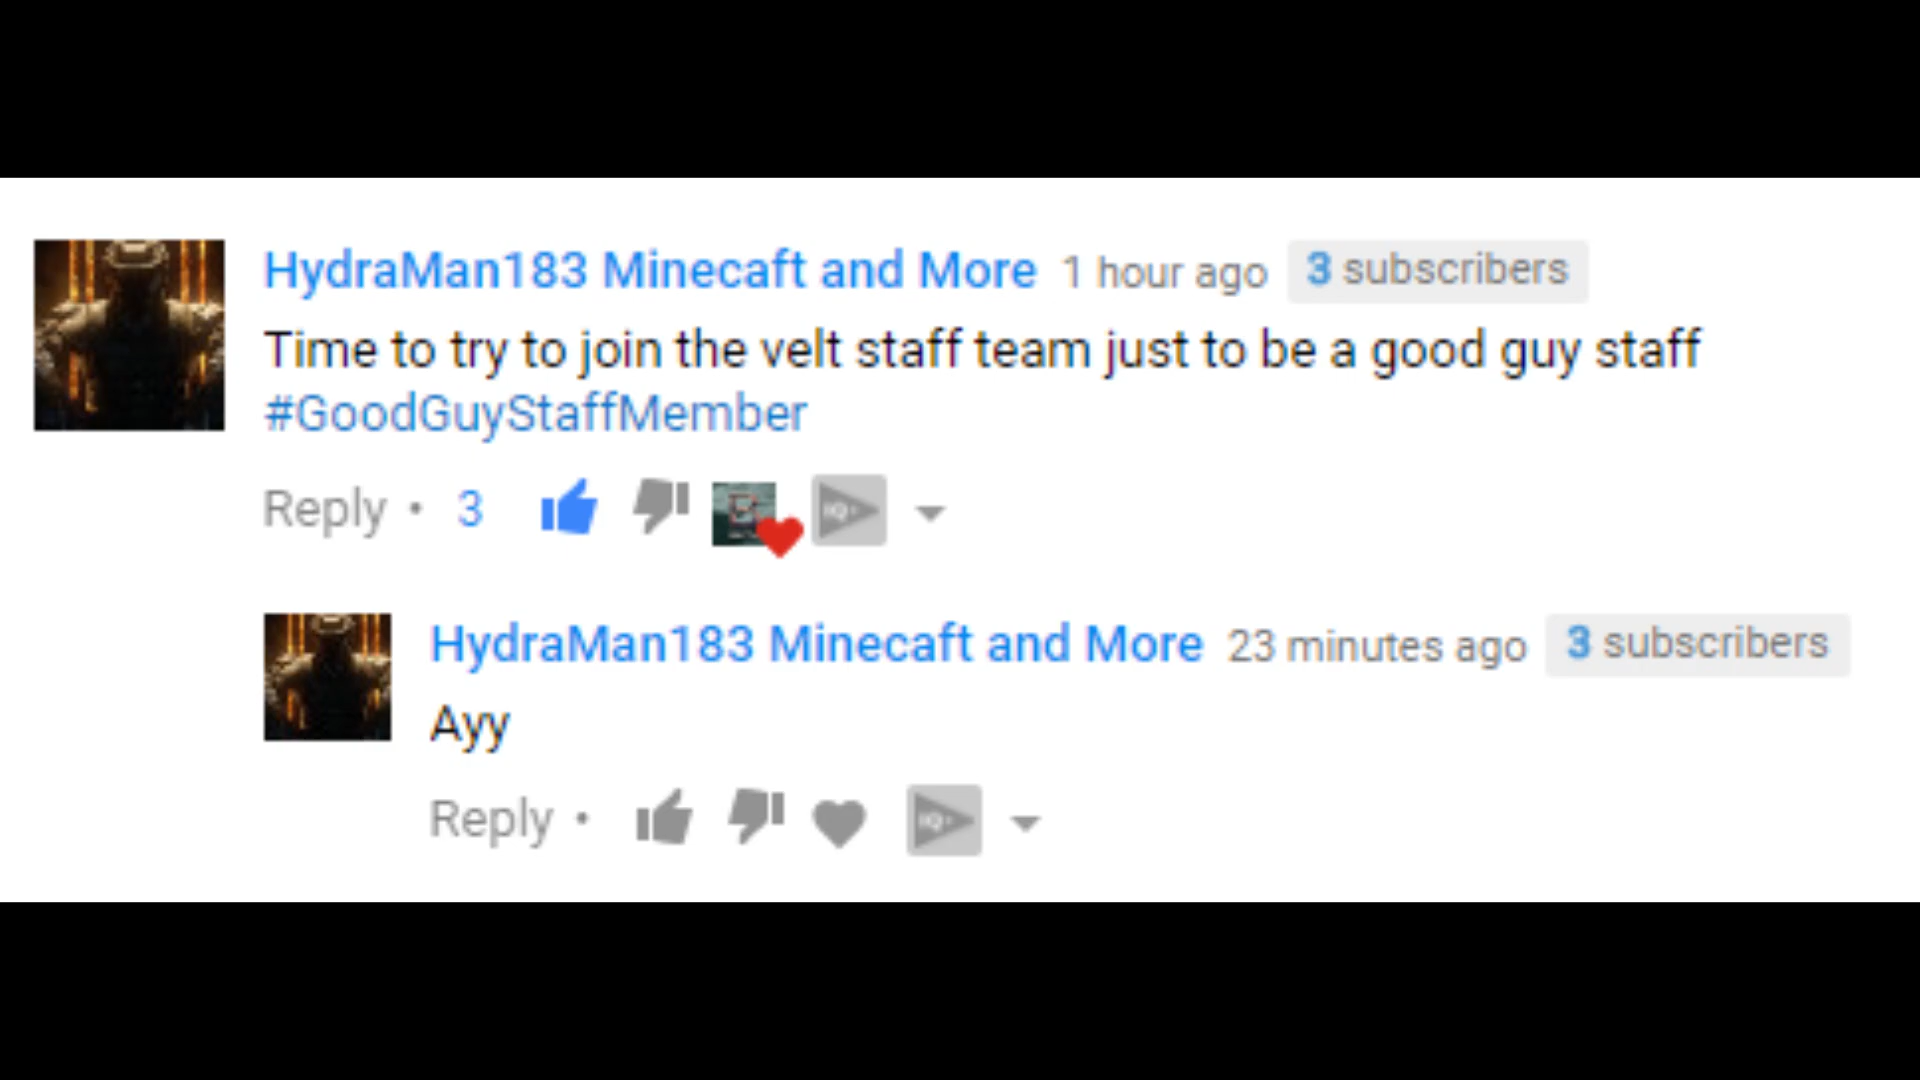 HydraMan183 Minecaft and More 1 hour ago 3 subscribers
Time to try to join the velt staff team just to be a good guy staff
#GoodGuyStaffMember
Reply • 3
HydraMan183 Minecaft and More 23 minutes ago 3 subscribers
Ayy
Reply •